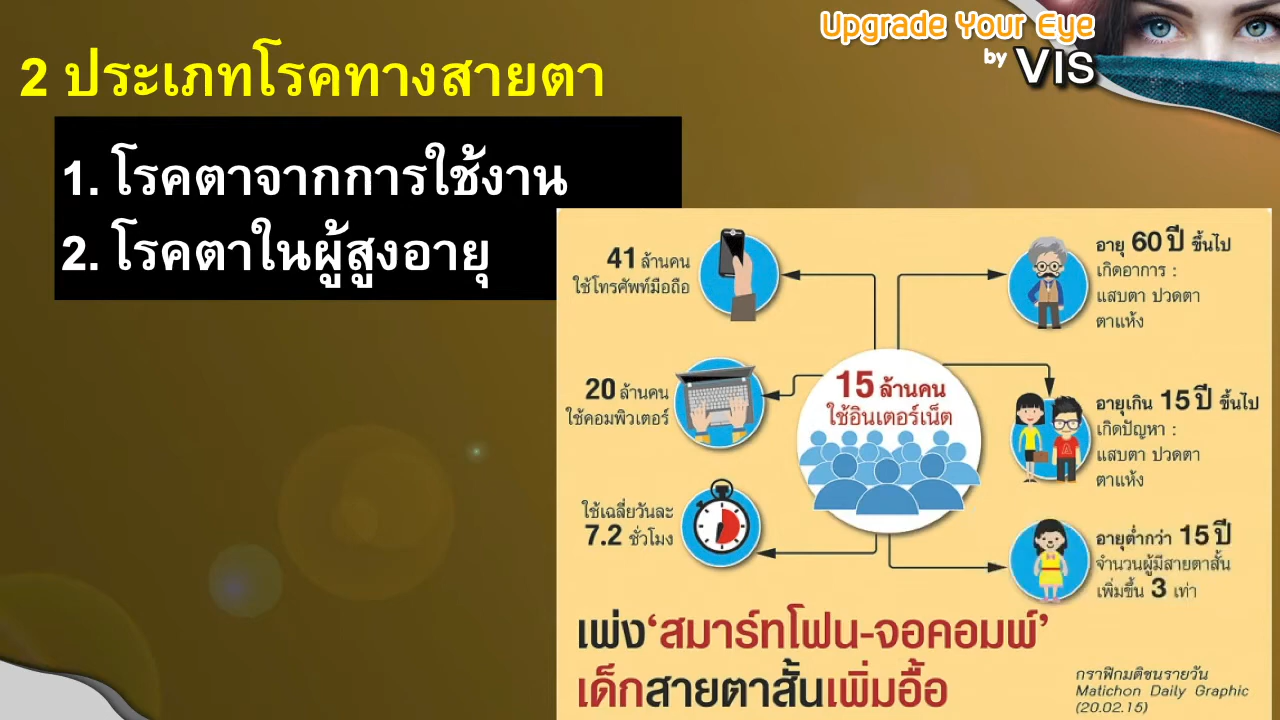 Upgrade Your Eye
by VIS
2 ประเภทโรคทางสายตา
1. โรคตาจากการใช้งาน
2. โรคตาในผู้สูงอายุ
41 ล้านคน
ใช้โทรศัพท์มือถือ
20 ล้านคน
ใช้คอมพิวเตอร์
ใช้เฉลี่ยวันละ
7.2 ชั่วโมง
15 ล้านคน
ใช้อินเตอร์เน็ต
อายุ 60 ปี ขึ้นไป
เกิดอาการ :
แสบตา ปวดตา
ตาแห้ง
อายุเกิน 15 ปี ขึ้นไป
เกิดปัญหา :
แสบตา ปวดตา
ตาแห้ง
อายุต่ำกว่า 15 ปี
จำนวนผู้มีสายตาสั้น
เพิ่มขึ้น 3 เท่า
เพ่ง‘สมาร์ทโฟน-จอคอมพ์’
เด็กสายตาสั้นเพิ่มอื้อ
กราฟิกมติชนรายวัน
Matichon Daily Graphic
(20.02.15)